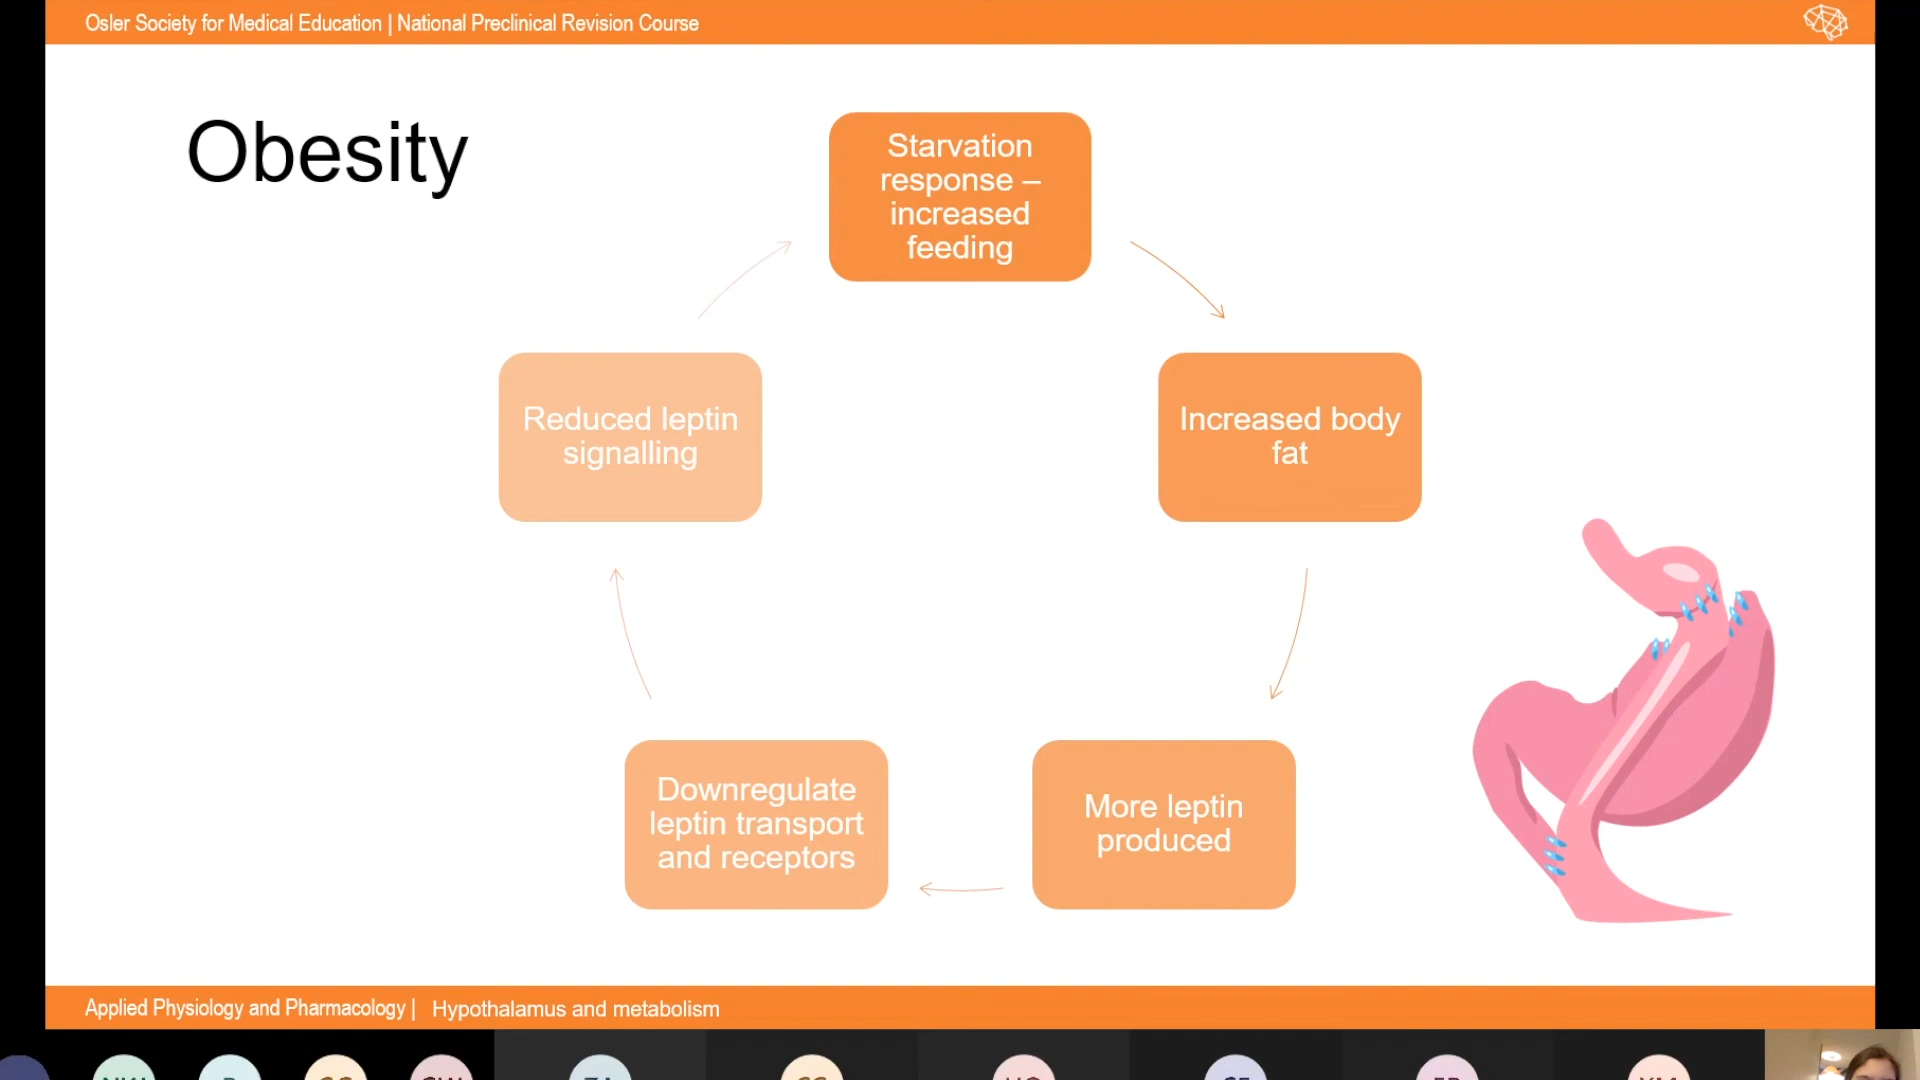 Osler Society for Medical Education | National Preclinical Revision Course
Obesity
Starvation
response –
increased
feeding
Increased body
fat
More leptin
produced
Downregulate
leptin transport
and receptors
Reduced leptin
signalling
Applied Physiology and Pharmacology | Hypothalamus and metabolism